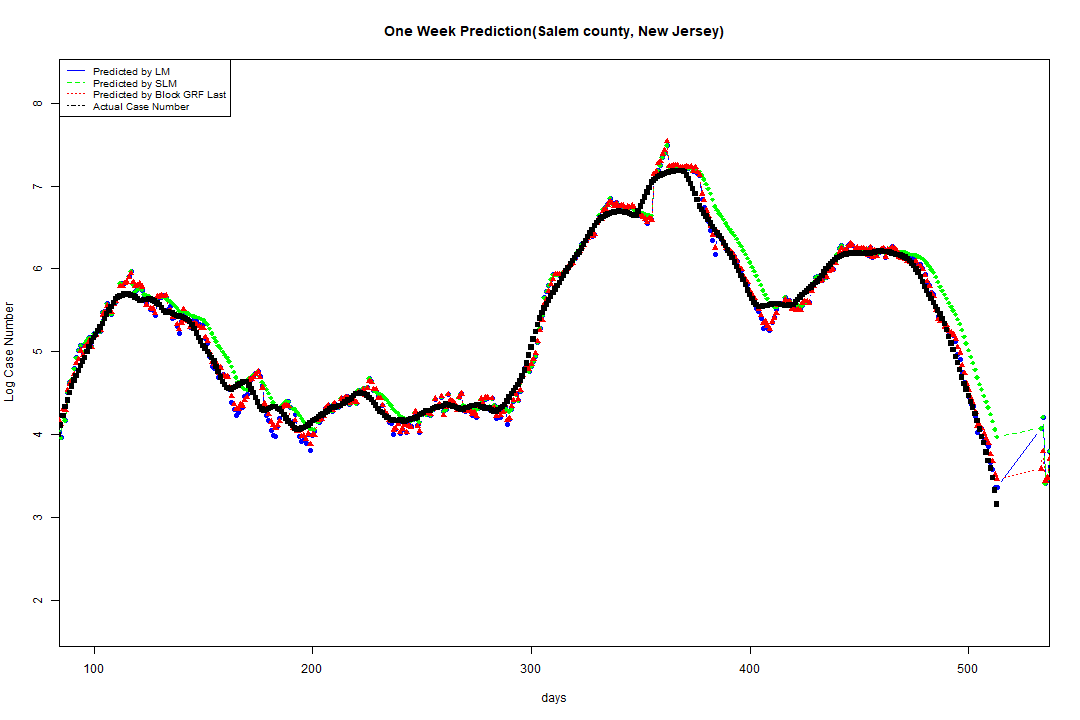 One Week Prediction(Salem county, New Jersey)
Predicted by LM
Predicted by SLM
Predicted by Block GRF Last
Actual Case Number
Log Case Number
8
7
6
5
4
3
2
100 200 300 400 500
days